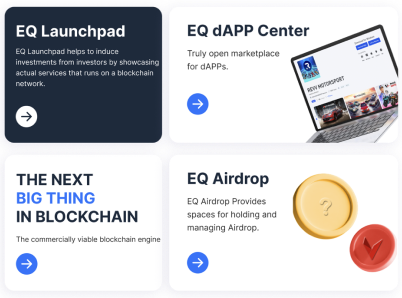 EQ Launchpad
EQ Launchpad helps to induce
investments from investors by showcasing
actual services that runs on a blockchain
network.
EQ dAPP Center
Truly open marketplace
for dAPPs.
REVV MOTORSPORT
THE NEXT
BIG THING
IN BLOCKCHAIN
The commercially viable blockchain engine
EQ Airdrop
EQ Airdrop Provides
spaces for holding and
managing Airdrop.
?